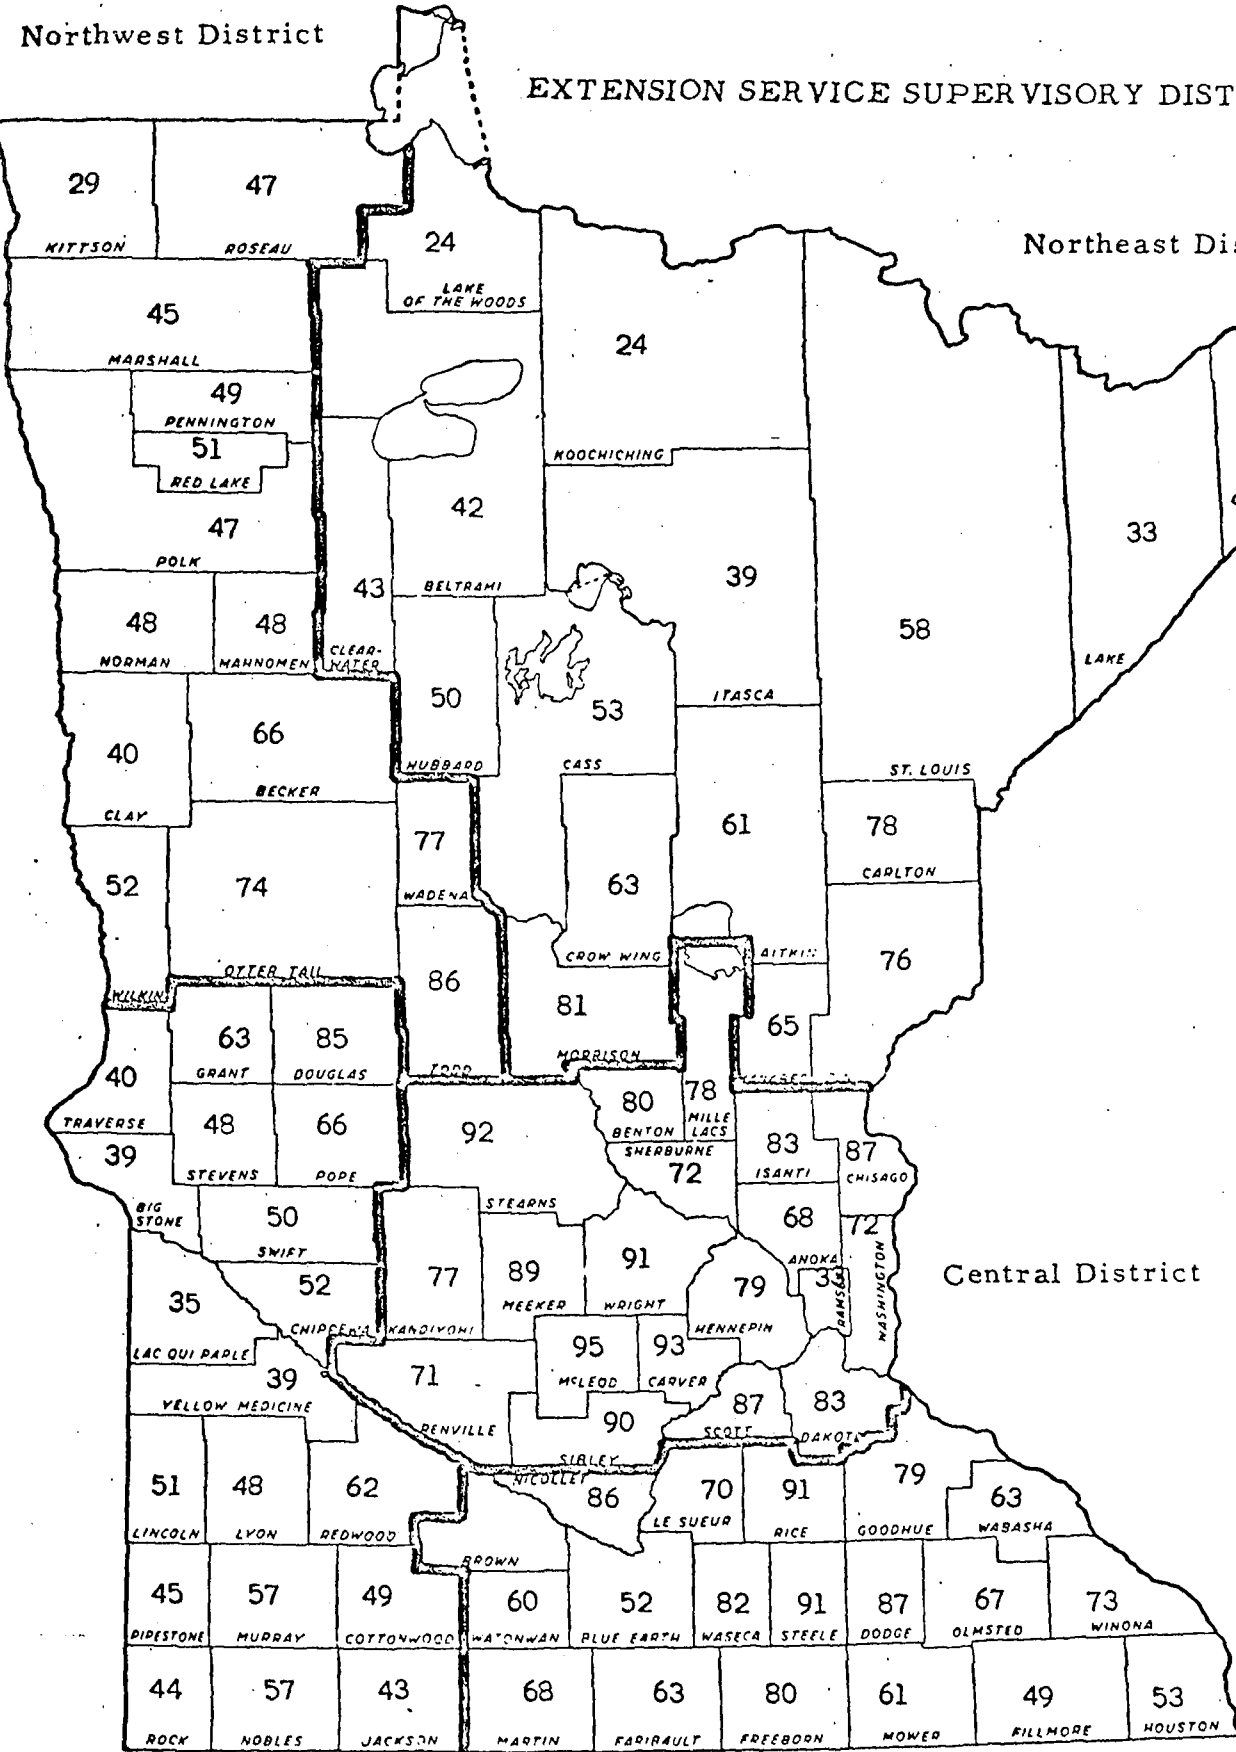 Northwest District
EXTENSION SERVICE SUPERVISORY DIST
Northeast Dis
29
KITTSON
47
ROSEAU
24
LAKE
OF THE WOODS
45
MARSHALL
24
KOOCHICHING
49
PENNINGTON
51
RED LAKE
47
POLK
42
BELTRAMI
43
CLEAR-
WATER
39
ITASCA
58
ST. LOUIS
33
LAKE
48
NORMAN
48
MAHNOMEN
50
HUBBARD
53
CASS
40
CLAY
66
BECKER
77
WADENA
63
CROW WING
61
AITKIN
78
CARLTON
52
WILKIN
74
OTTER TAIL
86
TODD
81
MORRISON
65
76
40
TRAVERSE
63
GRANT
85
DOUGLAS
80
BENTON
78
MILLE
LACS
39
BIG
STONE
48
STEVENS
66
POPE
92
STEARNS
SHERBURNE
72
83
ISANTI
87
CHISAGO
50
SWIFT
68
ANOKA
72
WASHINGTON
Central District
35
LAC QUI PARLE
52
CHIPPEWA
77
KANDIYOHI
89
MEEKER
91
WRIGHT
79
HENNEPIN
RAMSEY
39
YELLOW MEDICINE
71
RENVILLE
95
MCLEOD
93
CARVER
90
SIBLEY
87
SCOTT
83
DAKOTA
51
LINCOLN
48
LYON
62
REDWOOD
BROWN
NICOLLET
86
70
LE SUEUR
91
RICE
79
GOODHUE
63
WABASHA
45
PIPESTONE
57
MURRAY
49
COTTONWOOD
60
WATONWAN
52
BLUE EARTH
82
WASECA
91
STEELE
87
DODGE
67
OLMSTED
73
WINONA
44
ROCK
57
NOBLES
43
JACKSON
68
MARTIN
63
FARIBAULT
80
FREEBORN
61
MOWER
49
FILLMORE
53
HOUSTON